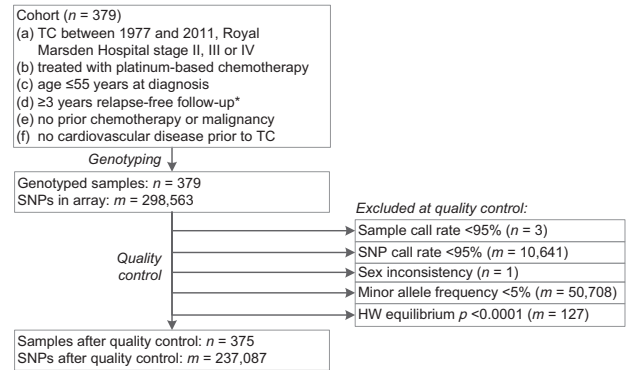 Cohort (n = 379)
(a) TC between 1977 and 2011, Royal
Marsden Hospital stage II, III or IV
(b) treated with platinum-based chemotherapy
(c) age ≤55 years at diagnosis
(d) ≥3 years relapse-free follow-up*
(e) no prior chemotherapy or malignancy
(f) no cardiovascular disease prior to TC
Genotyping
Genotyped samples: n = 379
SNPs in array: m = 298,563
Excluded at quality control:
Sample call rate <95% (n = 3)
SNP call rate <95% (m = 10,641)
Quality
control
Sex inconsistency (n = 1)
Minor allele frequency <5% (m = 50,708)
HW equilibrium p <0.0001 (m = 127)
Samples after quality control: n = 375
SNPs after quality control: m = 237,087